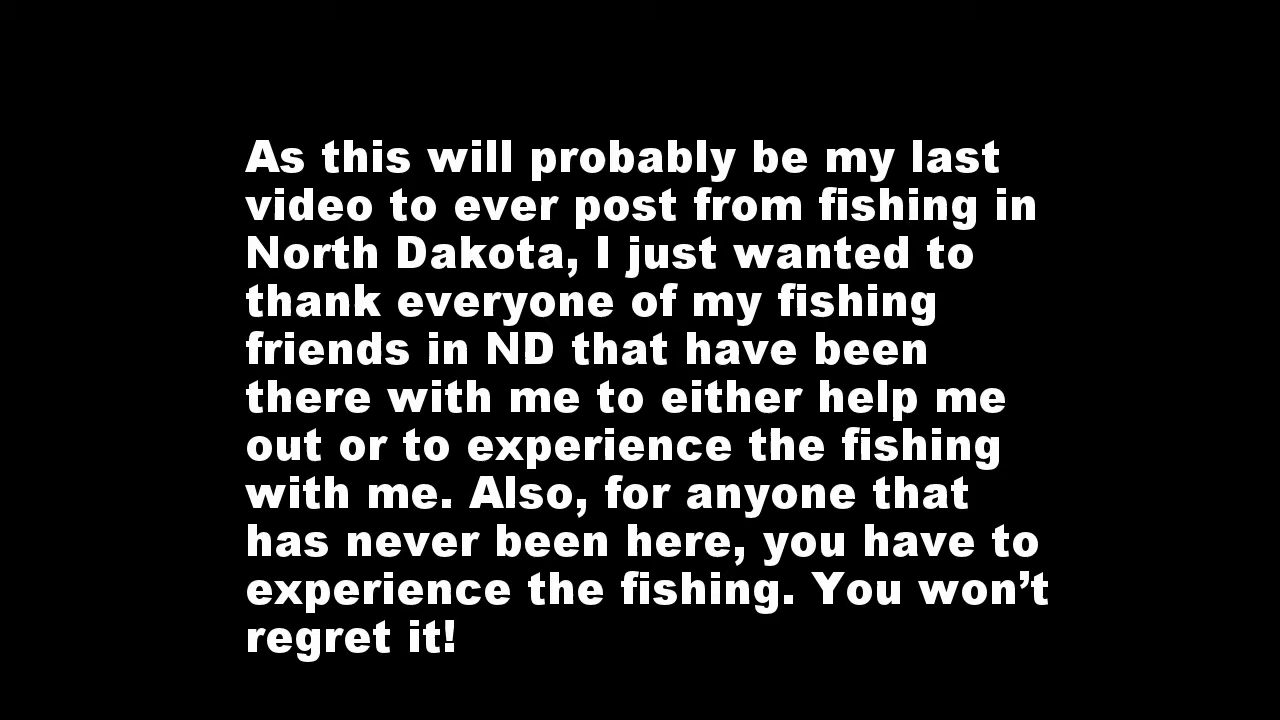 As this will probably be my last
video to ever post from fishing in
North Dakota, I just wanted to
thank everyone of my fishing
friends in ND that have been
there with me to either help me
out or to experience the fishing
with me. Also, for anyone that
has never been here, you have to
experience the fishing. You won’t
regret it!